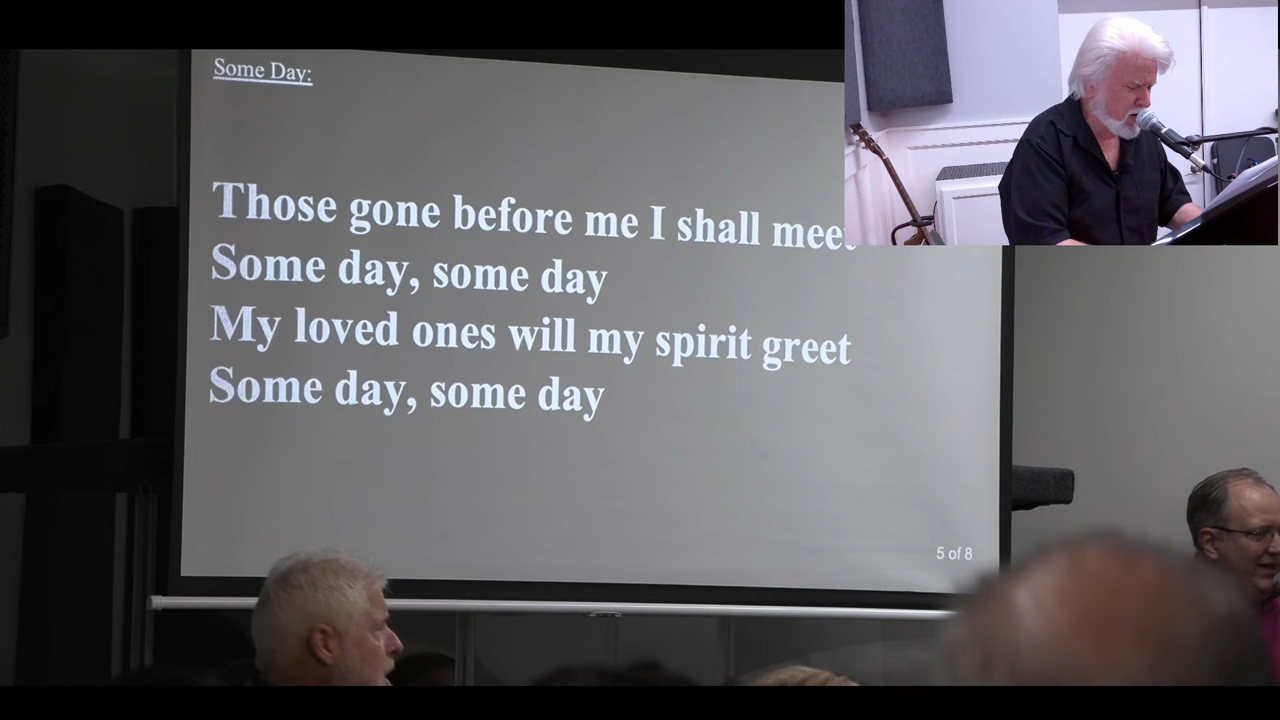 Some Day:
Those gone before me I shall meet
Some day, some day
My loved ones will my spirit greet
Some day, some day
5 of 8